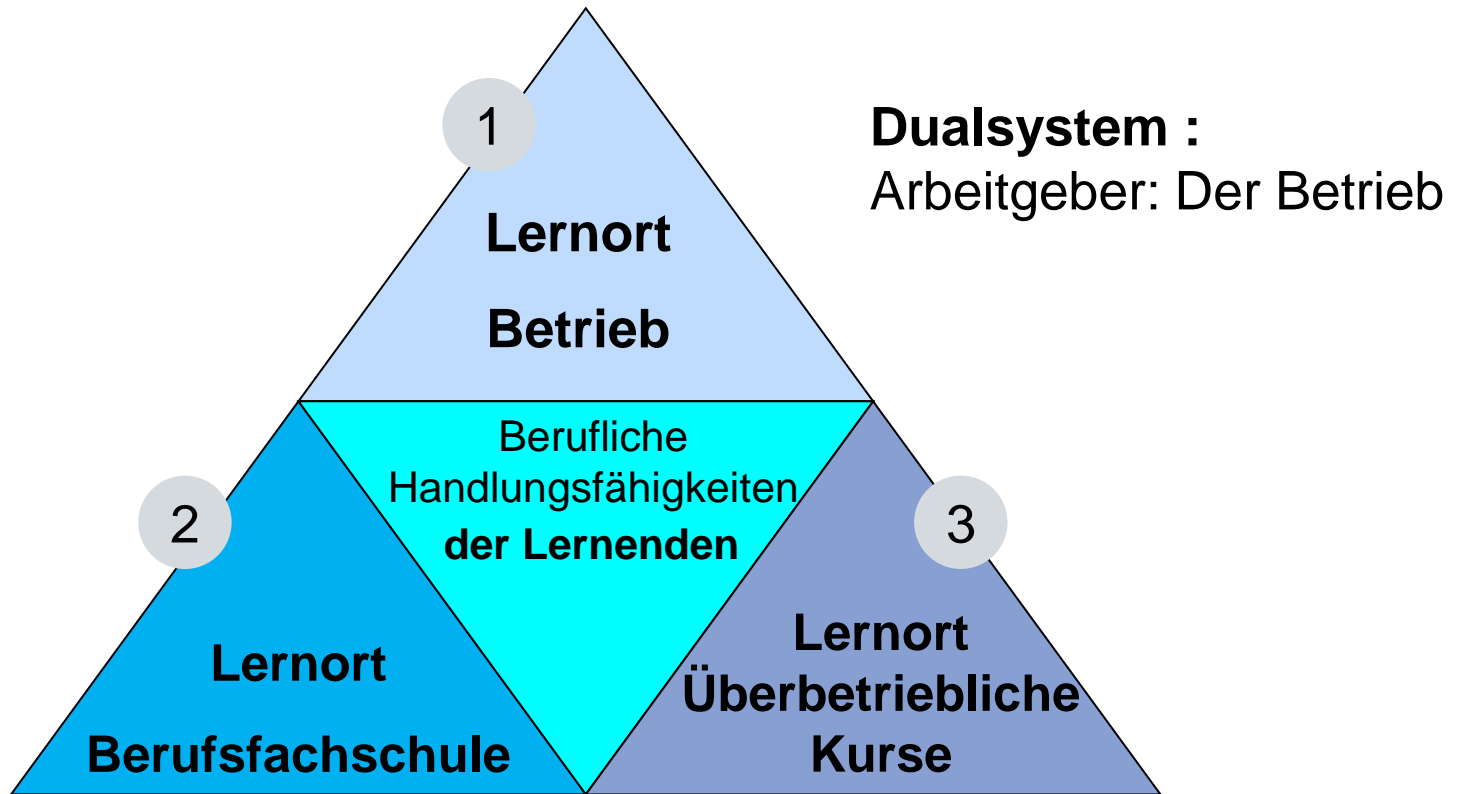 1
Dualsystem :
Arbeitgeber: Der Betrieb
Lernort
Betrieb
Berufliche
Handlungsfähigkeiten
der Lernenden
2
3
Lernort
Berufsfachschule
Lernort
Überbetriebliche
Kurse